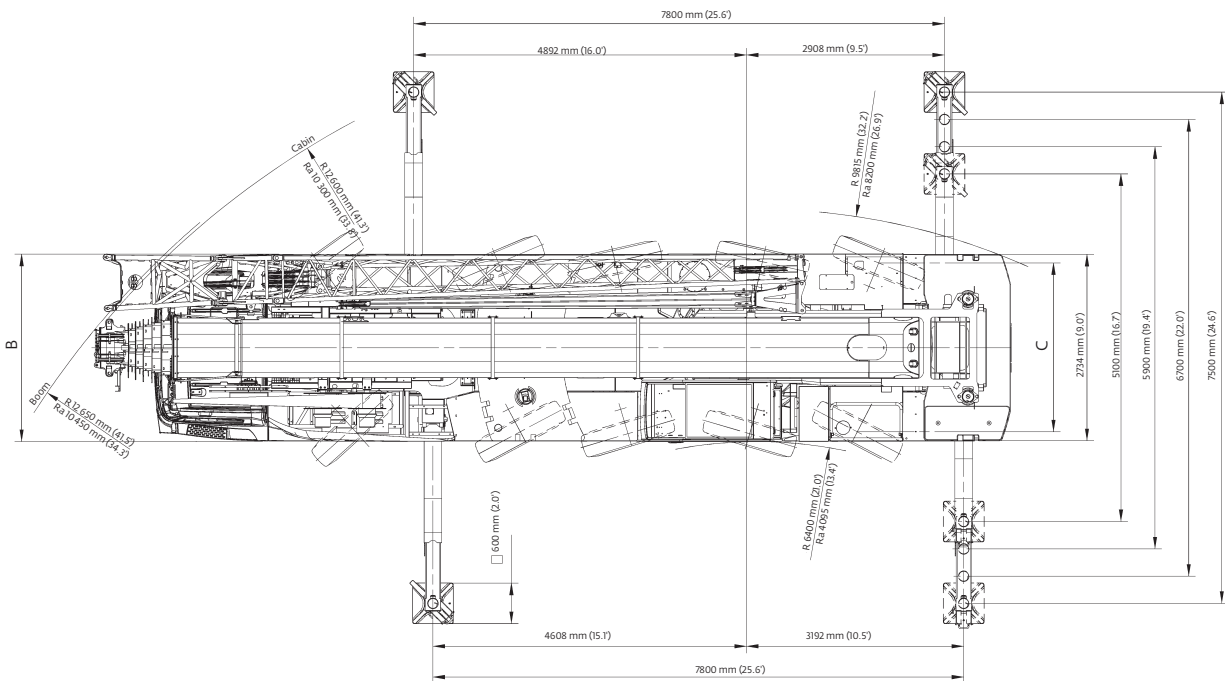 7800 mm (25.6')
4892 mm (16.0')
2908 mm (9.5')
Cabin
R 12 600 mm (41.3')
Ra 10 300 mm (33.8')
R 9815 mm (32.2')
Ra 8200 mm (26.9')
B
C
2734 mm (9.0')
5100 mm (16.7')
5900 mm (19.4')
6700 mm (22.0')
7500 mm (24.6')
Boom
R 12 650 mm (41.5')
Ra 10 450 mm (34.3')
R 6400 mm (21.0')
Ra 4095 mm (13.4')
□ 600 mm (2.0')
4608 mm (15.1')
3192 mm (10.5')
7800 mm (25.6')